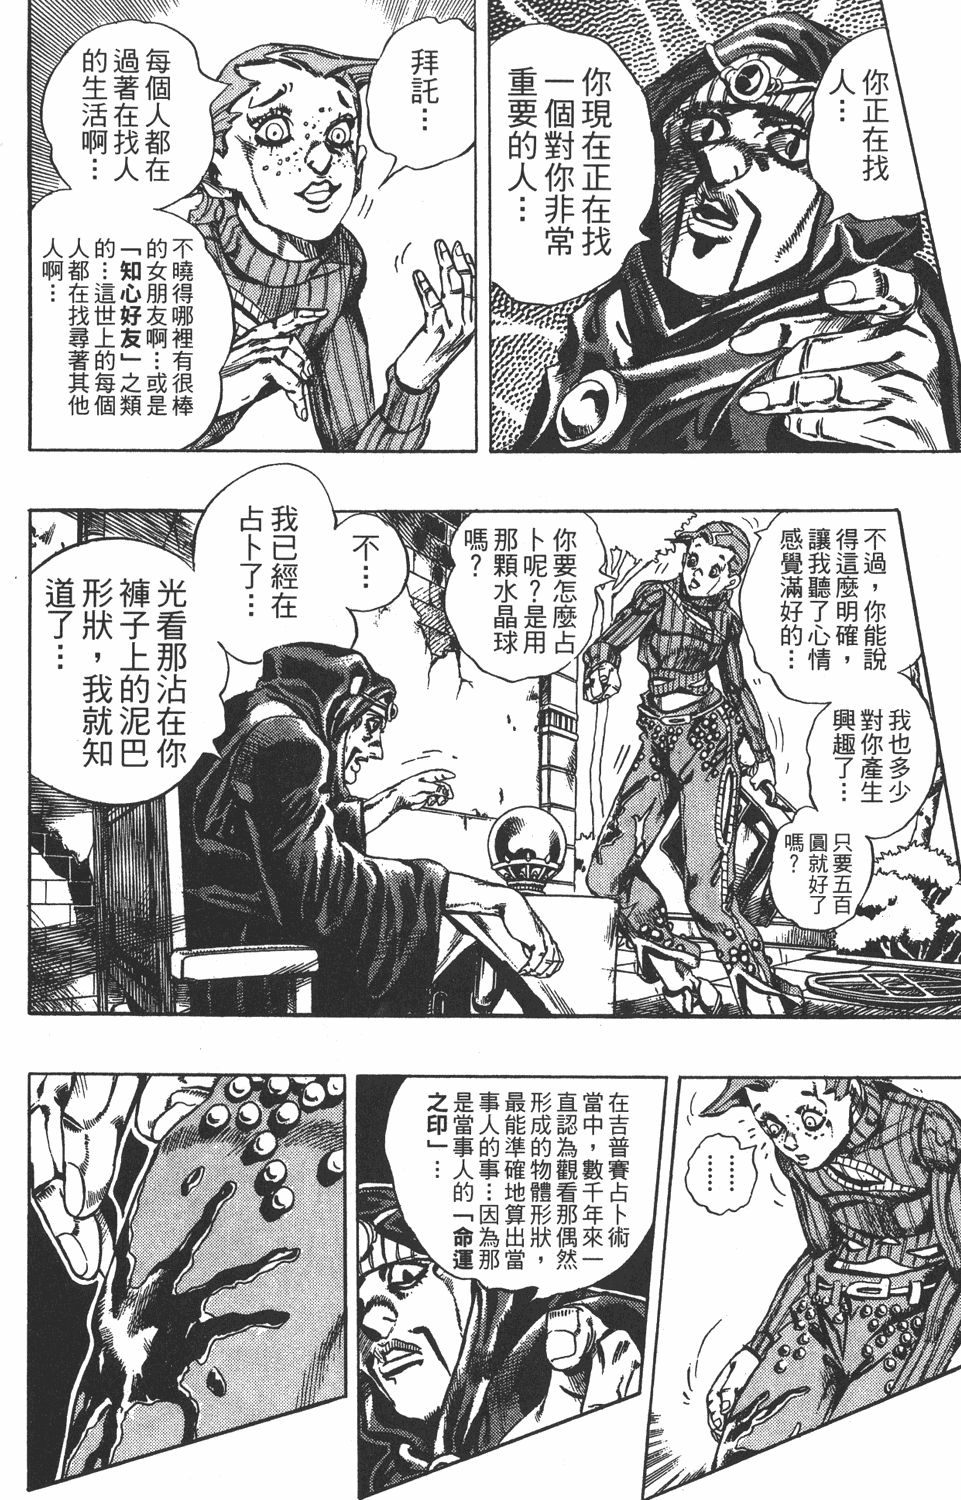 你正在找
人…
你現在正在找
一個對你非常
重要的人…
拜託…
每個人都在
過著在找人
的生活啊…
不曉得哪裡有很棒
的女朋友啊…或是
「知心好友」之類
的…這世上的每個
人都在找尋著其他
人啊…
不過，你能說
得這麼明確，
讓我聽了心情
感覺滿好的…
我也多少
對你產生
興趣了…
只要五百
圓就好了
嗎？
你要怎麼占
卜呢？是用
那顆水晶球
嗎？
不…
我已經在
占卜了…
光看那沾在你
褲子上的泥巴
形狀，我就知
道了…
………
……
在吉普賽占卜術
當中，數千年來一
直認為觀看那偶然
形成的物體形狀，
最能準確地算出當
事人的事…因為那
是當事人的「命運
之印」…